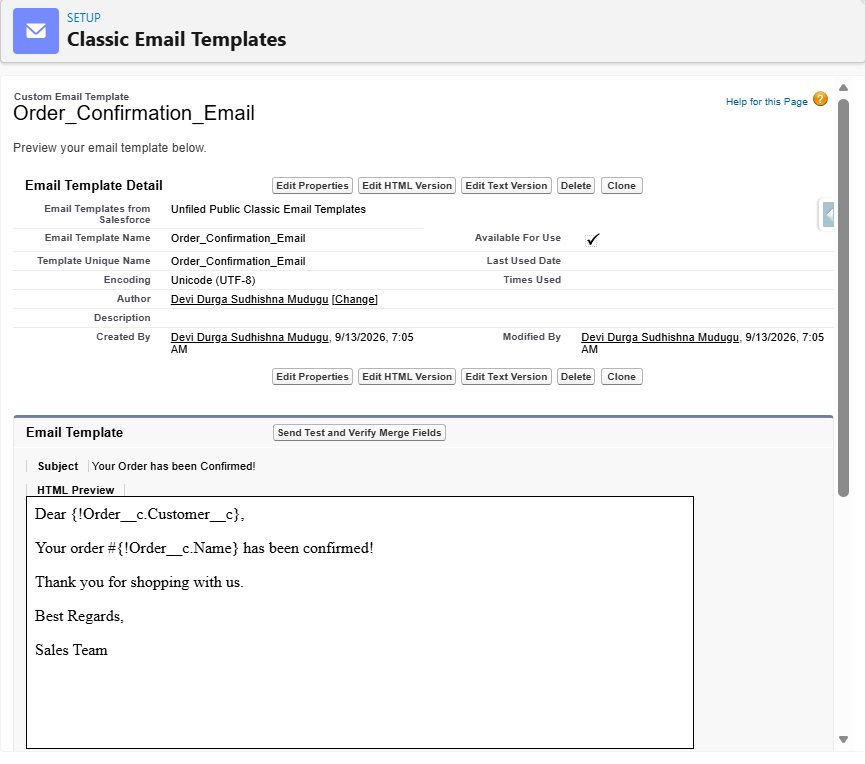 SETUP
Classic Email Templates
Custom Email Template
Order_Confirmation_Email
Help for this Page ?
Preview your email template below.
Email Template Detail
Edit Properties Edit HTML Version Edit Text Version Delete Clone
Email Templates from Salesforce Unfiled Public Classic Email Templates
Email Template Name Order_Confirmation_Email Available For Use
Template Unique Name Order_Confirmation_Email Last Used Date
Encoding Unicode (UTF-8) Times Used
Author Devi Durga Sudhishna Mudugu [Change]
Description
Created By Devi Durga Sudhishna Mudugu, 9/13/2026, 7:05 AM Modified By Devi Durga Sudhishna Mudugu, 9/13/2026, 7:05 AM
Edit Properties Edit HTML Version Edit Text Version Delete Clone
Email Template Send Test and Verify Merge Fields
Subject Your Order has been Confirmed!
HTML Preview
Dear {!Order__c.Customer__c},
Your order #{!Order__c.Name} has been confirmed!
Thank you for shopping with us.
Best Regards,
Sales Team